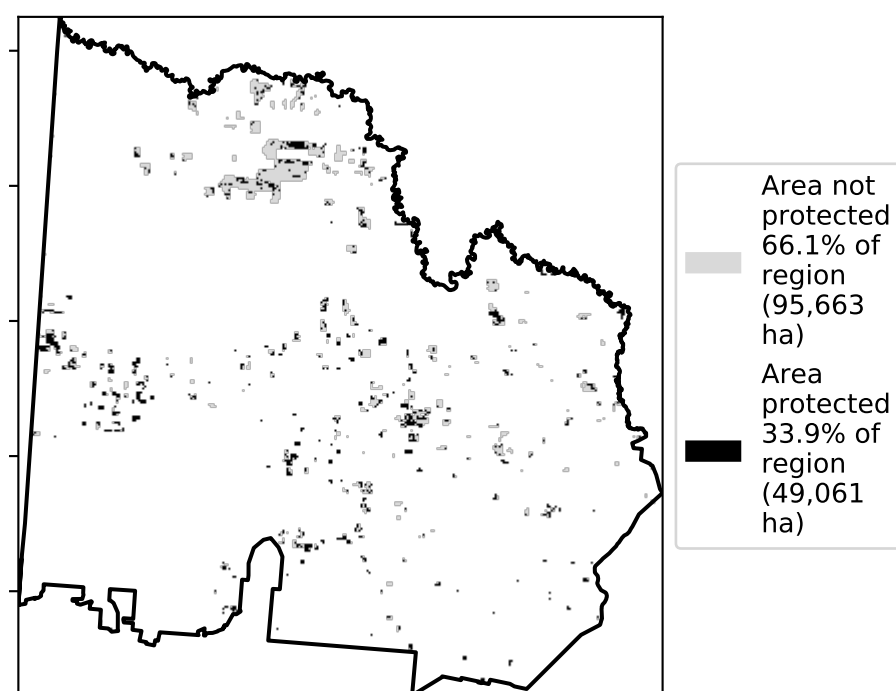 Area not
protected
66.1% of
region
(95,663
ha)
Area
protected
33.9% of
region
(49,061
ha)